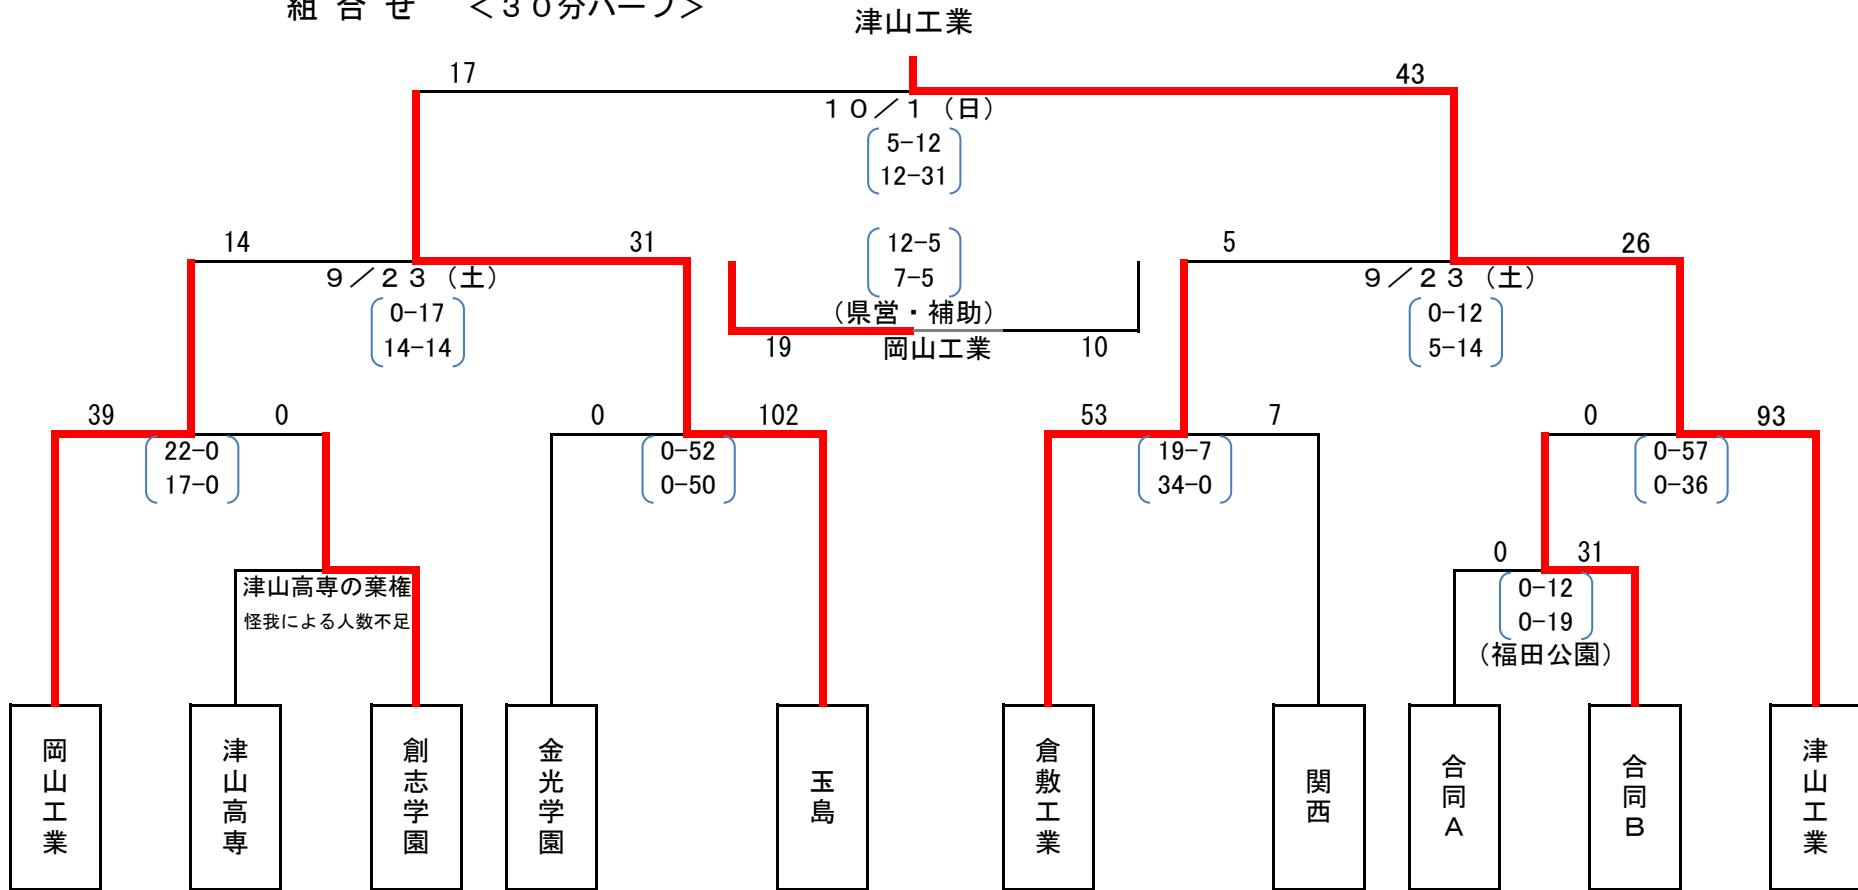 組合せ ＜３０分ハーフ＞
津山工業
17 43
１０／１（日）
5-12
12-31
14 31 5 26
９／２３（土）
0-17
14-14
12-5
7-5
（県営・補助）
19 岡山工業 10
９／２３（土）
0-12
5-14
39 0 0 102 53 7 0 93
22-0
17-0
0-52
0-50
19-7
34-0
0-57
0-36
津山高専の棄権
怪我による人数不足
0 31
0-12
0-19
（福田公園）
岡山工業
津山高専
創志学園
金光学園
玉島
倉敷工業
関西
合同Ａ
合同Ｂ
津山工業